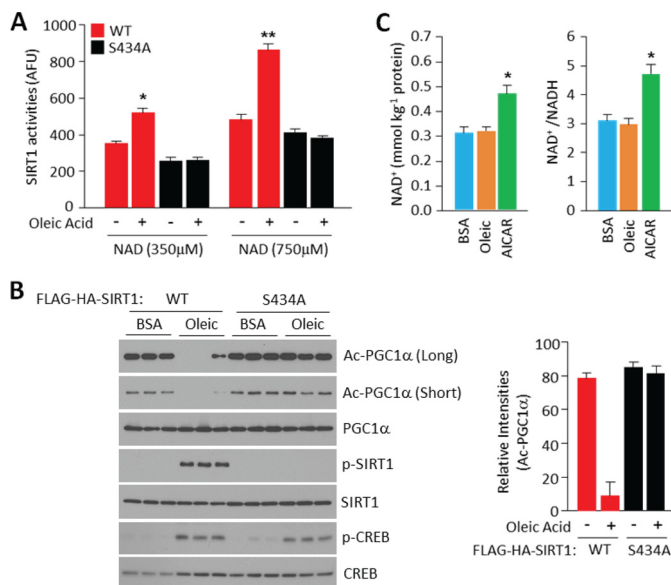 A
WT
S434A
SIRT1 activities (AFU)
1000
800
600
400
200
0
*
**
Oleic Acid - + - + - + - +
NAD (350μM) NAD (750μM)
C
NAD⁺ (mmol kg⁻¹ protein)
0.7
0.6
0.5
0.4
0.3
0.2
0.1
0.0
*
BSA
Oleic
AICAR
NAD⁺/NADH
6
5
4
3
2
1
0
*
BSA
Oleic
AICAR
B
FLAG-HA-SIRT1: WT S434A
BSA Oleic BSA Oleic
Ac-PGC1α (Long)
Ac-PGC1α (Short)
PGC1α
p-SIRT1
SIRT1
p-CREB
CREB
Relative Intensities
(Ac-PGC1α)
100
80
60
40
20
0
Oleic Acid - + - +
FLAG-HA-SIRT1: WT S434A